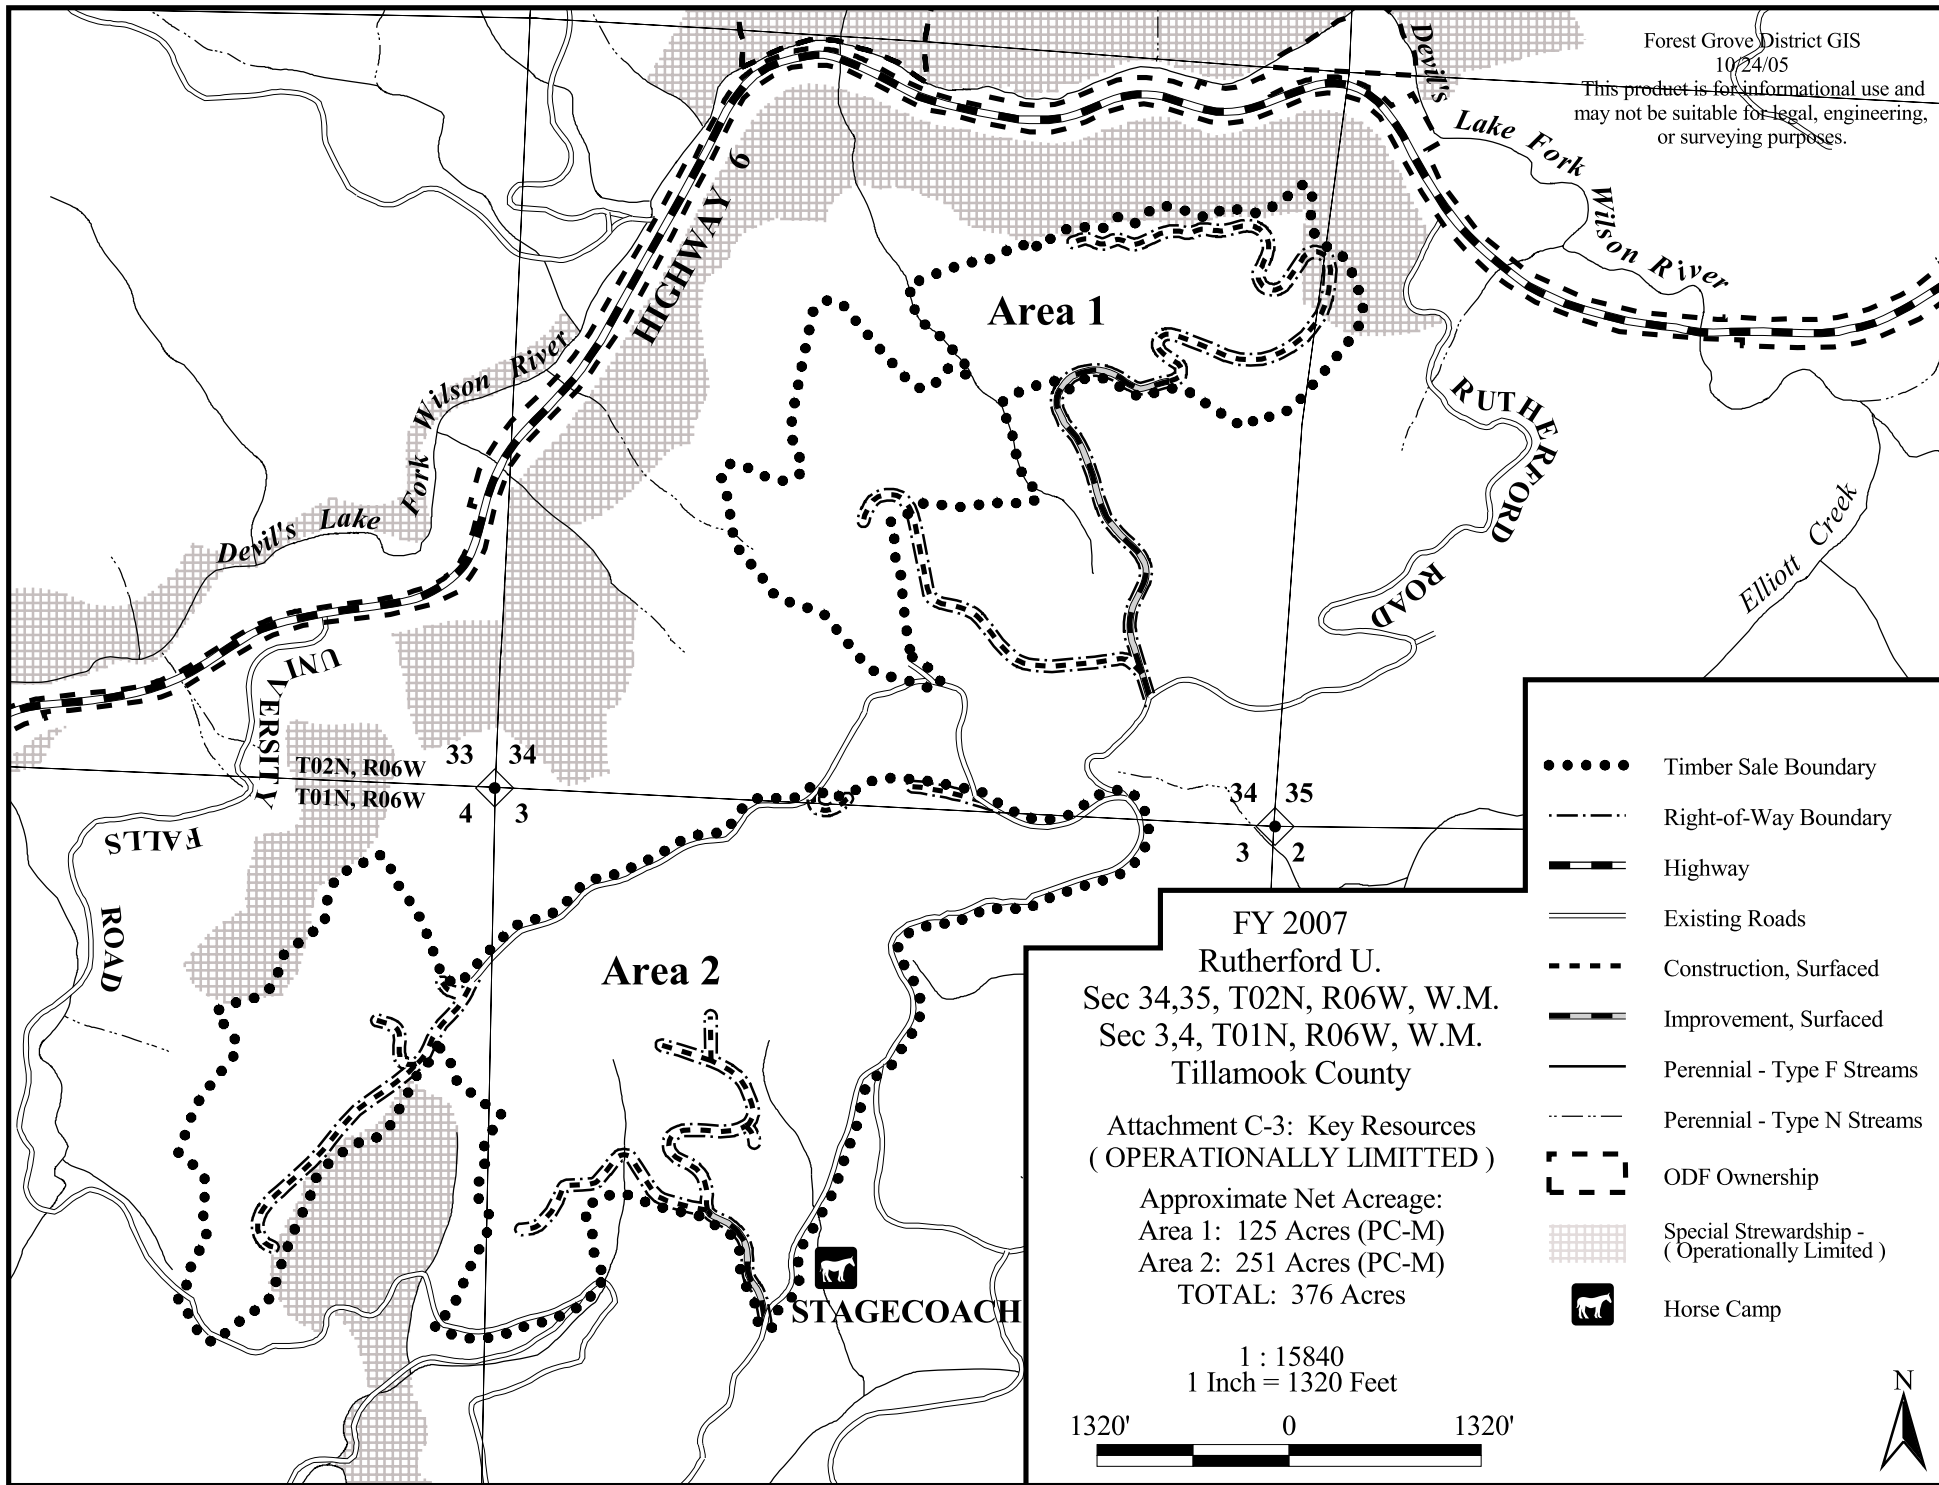 Forest Grove District GIS
10/24/05
This product is for informational use and
may not be suitable for legal, engineering,
or surveying purposes.
Devil's Lake Fork Wilson River
HIGHWAY 6
Area 1
Devil's Lake Fork Wilson River
RUTHERFORD ROAD
Elliott Creek
UNIVERSITY FALLS ROAD
33 34
T02N, R06W
T01N, R06W
4 3
34 35
3 2
Area 2
STAGECOACH
FY 2007
Rutherford U.
Sec 34,35, T02N, R06W, W.M.
Sec 3,4, T01N, R06W, W.M.
Tillamook County
Attachment C-3: Key Resources
( OPERATIONALLY LIMITTED )
Approximate Net Acreage:
Area 1: 125 Acres (PC-M)
Area 2: 251 Acres (PC-M)
TOTAL: 376 Acres
1 : 15840
1 Inch = 1320 Feet
1320' 0 1320'
Timber Sale Boundary
Right-of-Way Boundary
Highway
Existing Roads
Construction, Surfaced
Improvement, Surfaced
Perennial - Type F Streams
Perennial - Type N Streams
ODF Ownership
Special Strewardship -
( Operationally Limited )
Horse Camp
N